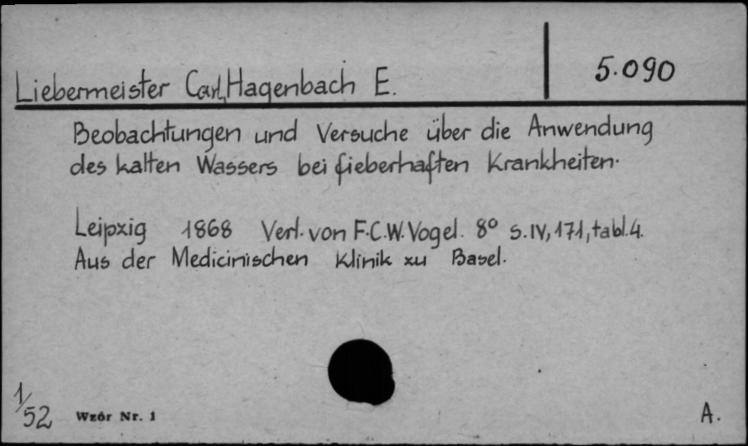 Liebermeister Carl, Hagenbach E.
5.090
Beobachtungen und Versuche über die Anwendung
des kalten Wassers bei fieberhaften Krankheiten.
Leipzig 1868 Verl. von F.C.W. Vogel. 8° S. IV, 171, tabl. 4.
Aus der Medicinischen Klinik zu Basel.
1/52 Wzór Nr. 1
A.